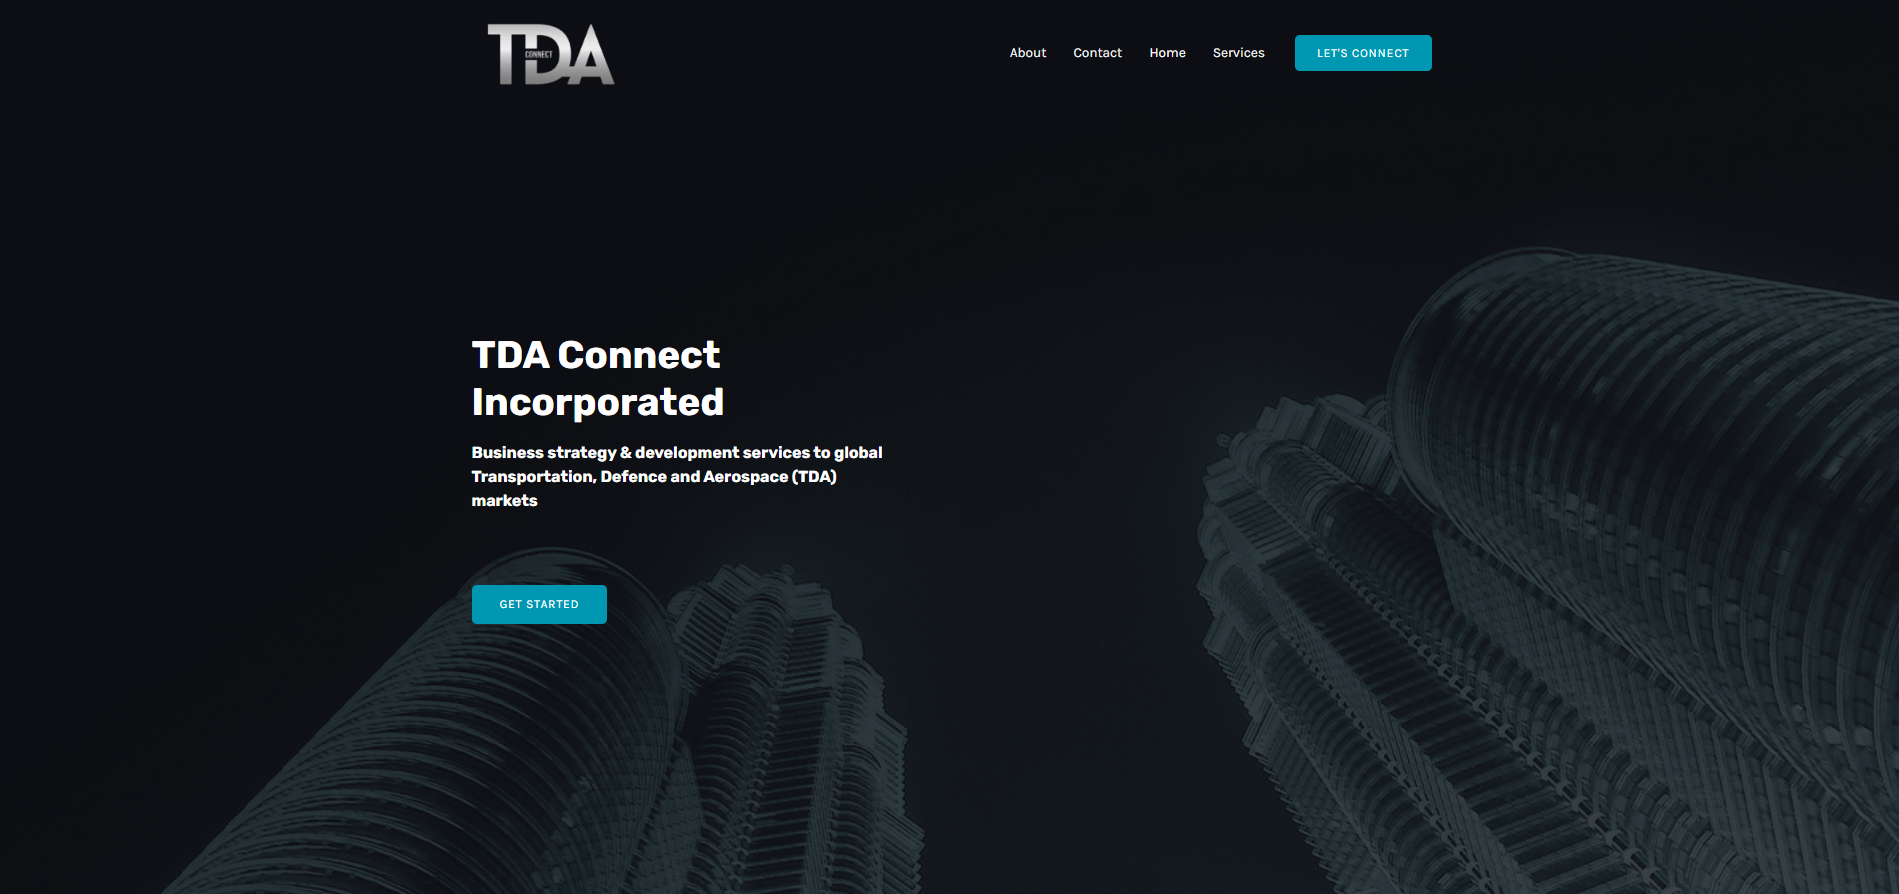 TDA
CONNECT
About
Contact
Home
Services
LET'S CONNECT
TDA Connect
Incorporated
Business strategy & development services to global
Transportation, Defence and Aerospace (TDA)
markets
GET STARTED